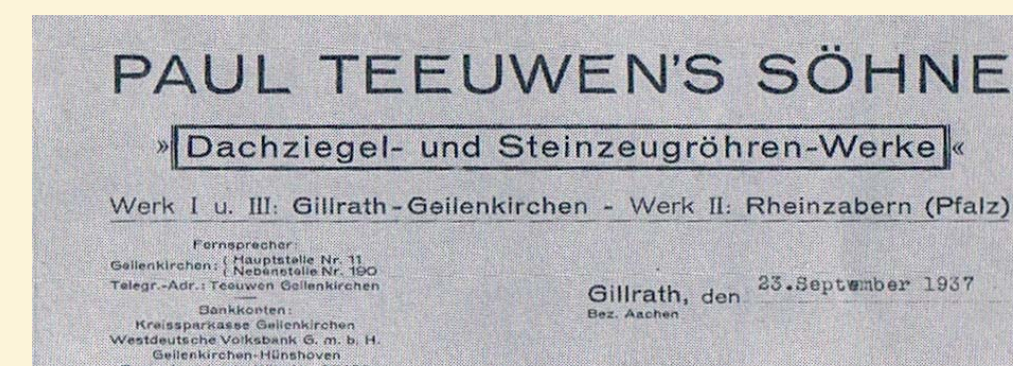 PAUL TEEUWEN'S SÖHNE
»Dachziegel- und Steinzeugröhren-Werke«
Werk I u. III: Gillrath-Geilenkirchen - Werk II: Rheinzabern (Pfalz)
Fernsprecher:
Geilenkirchen: { Hauptstelle Nr. 11
{ Nebenstelle Nr. 190
Telegr.-Adr.: Teeuwen Geilenkirchen
Bankkonten:
Kreissparkasse Geilenkirchen
Westdeutsche Volksbank G. m. b. H.
Geilenkirchen-Hünshoven
Gillrath, den 23.September 1937
Bez. Aachen